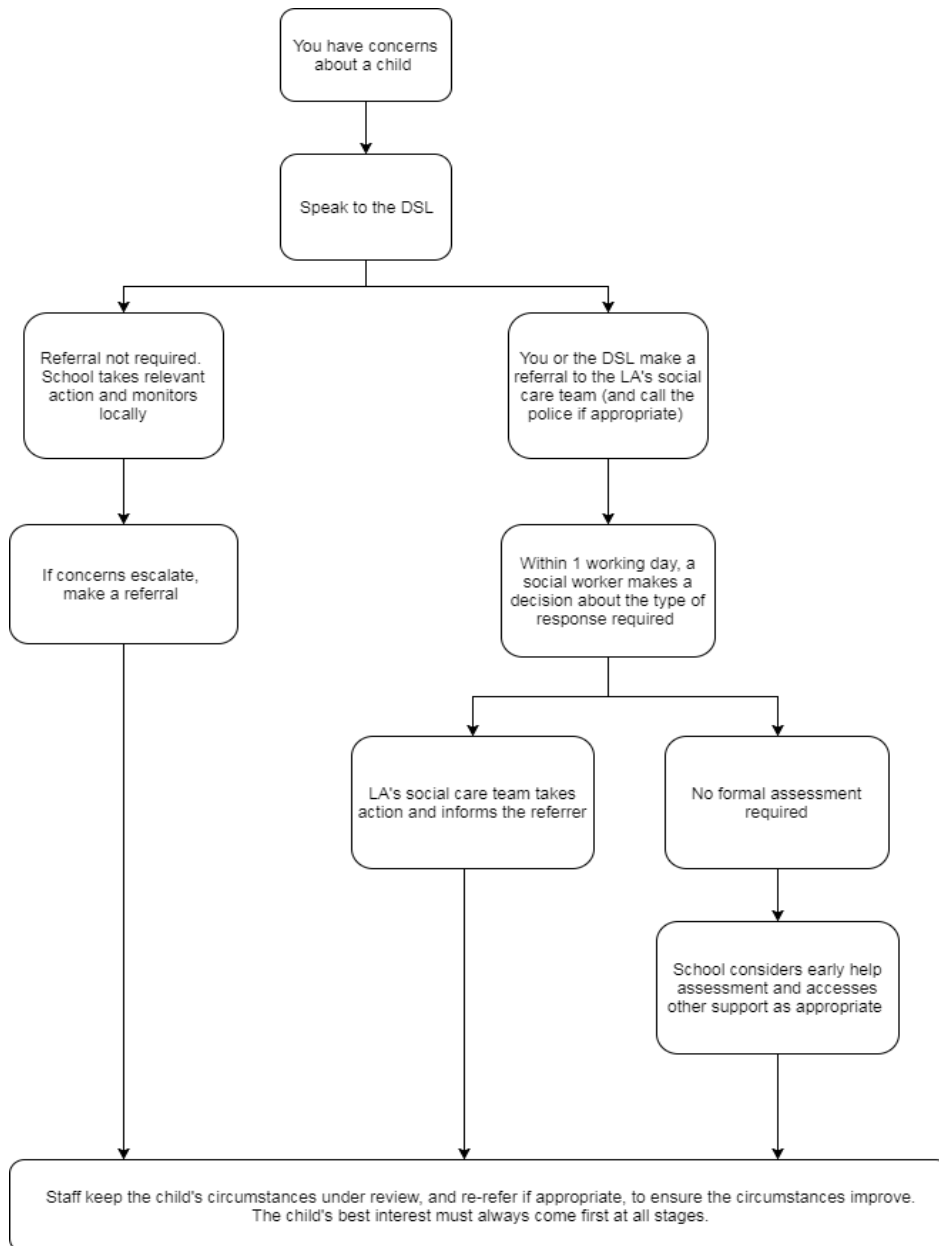 You have concerns
about a child
Speak to the DSL
Referral not required.
School takes relevant
action and monitors
locally
You or the DSL make a
referral to the LA's social
care team (and call the
police if appropriate)
If concerns escalate,
make a referral
Within 1 working day, a
social worker makes a
decision about the type of
response required
LA's social care team takes
action and informs the referrer
No formal assessment
required
School considers early help
assessment and accesses
other support as appropriate
Staff keep the child's circumstances under review, and re-refer if appropriate, to ensure the circumstances improve.
The child's best interest must always come first at all stages.